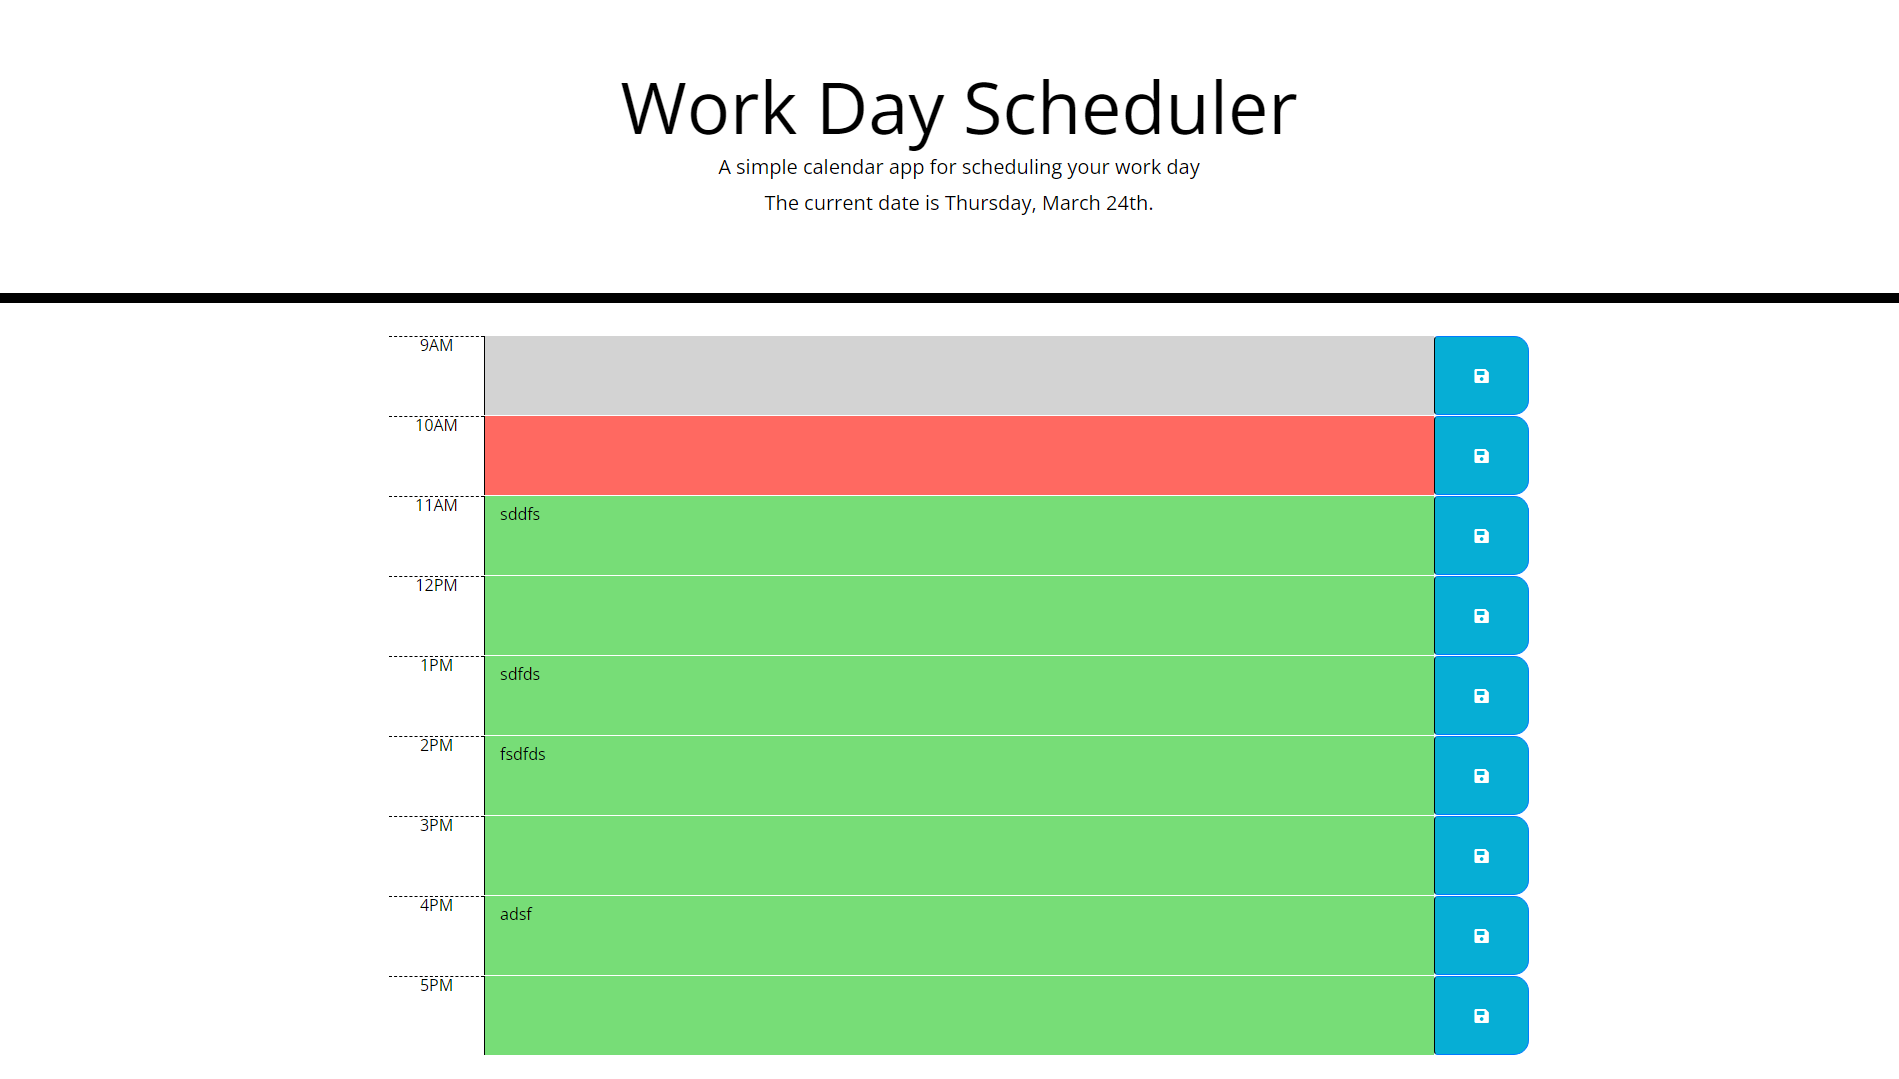 Work Day Scheduler
A simple calendar app for scheduling your work day
The current date is Thursday, March 24th.
9AM
10AM
11AM
sddfs
12PM
1PM
sdfds
2PM
fsdfds
3PM
4PM
adsf
5PM